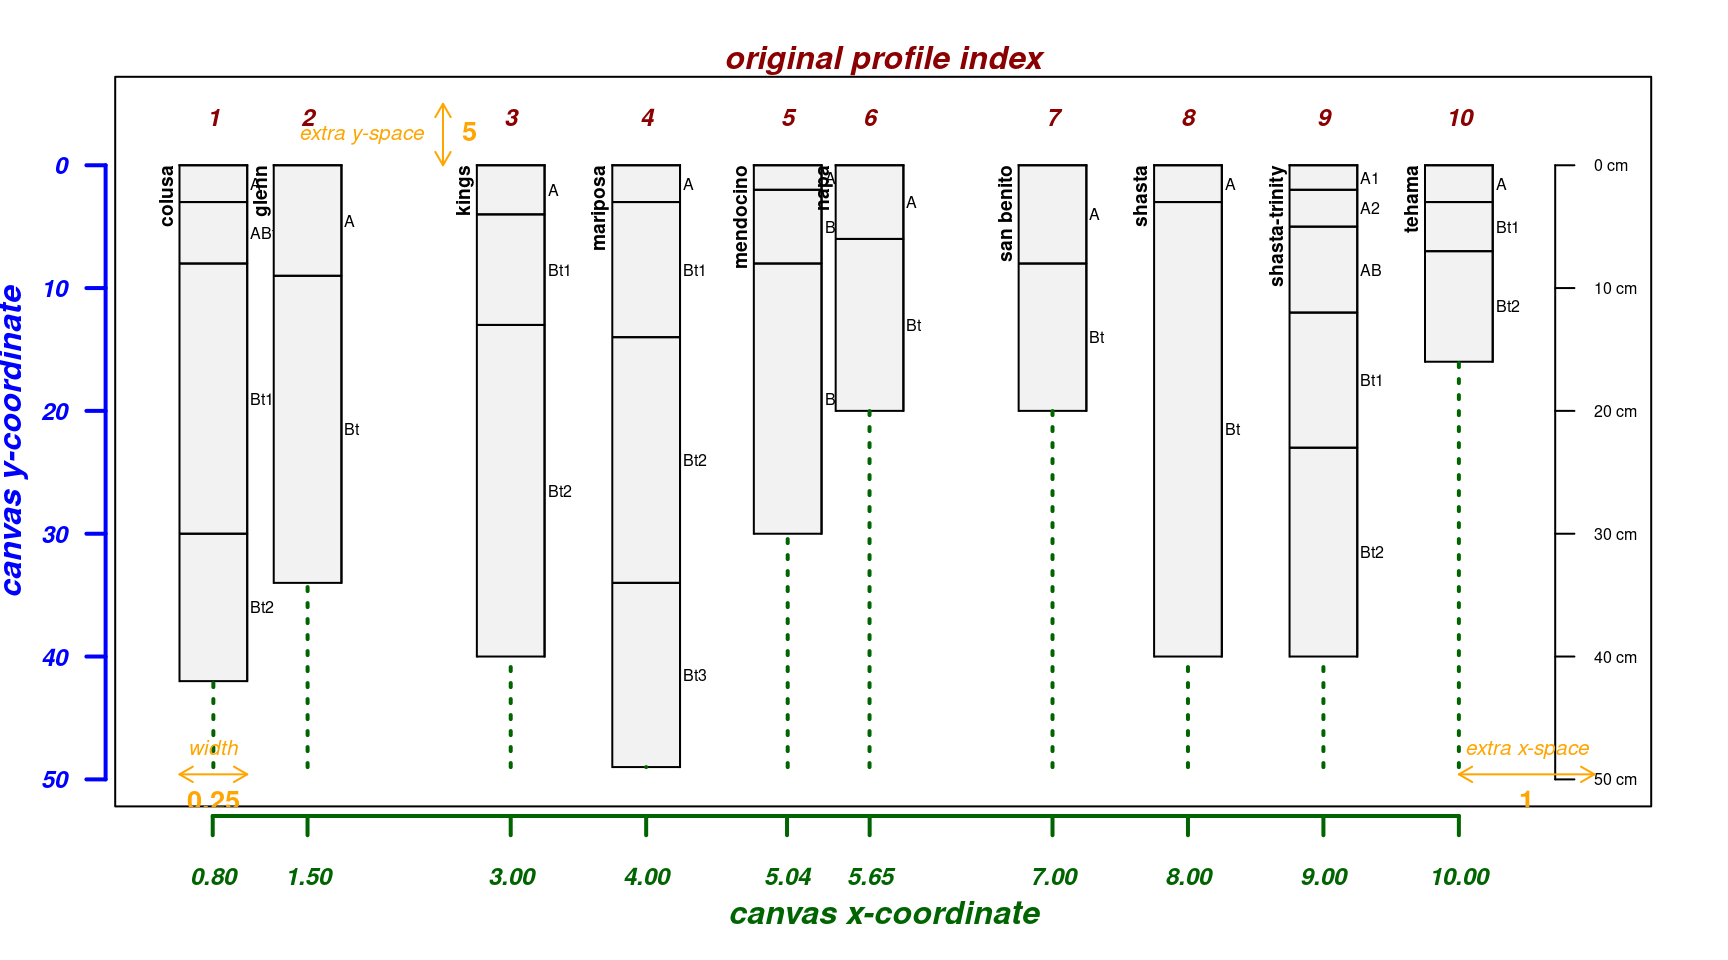 original profile index
1 2 3 4 5 6 7 8 9 10
extra y-space 5
canvas y-coordinate
0
10
20
30
40
50
colusa
A
Bt1
Bt2
glenn
A
Bt
kings
A
Bt1
Bt2
mariposa
A
Bt1
Bt2
Bt3
mendocino
A
B
B
napa
A
Bt
san benito
A
Bt
shasta
A
Bt
shasta-trinity
A1
A2
AB
Bt1
Bt2
tehama
A
Bt1
Bt2
0 cm
10 cm
20 cm
30 cm
40 cm
50 cm
width
0.25
extra x-space
1
0.80 1.50 3.00 4.00 5.04 5.65 7.00 8.00 9.00 10.00
canvas x-coordinate